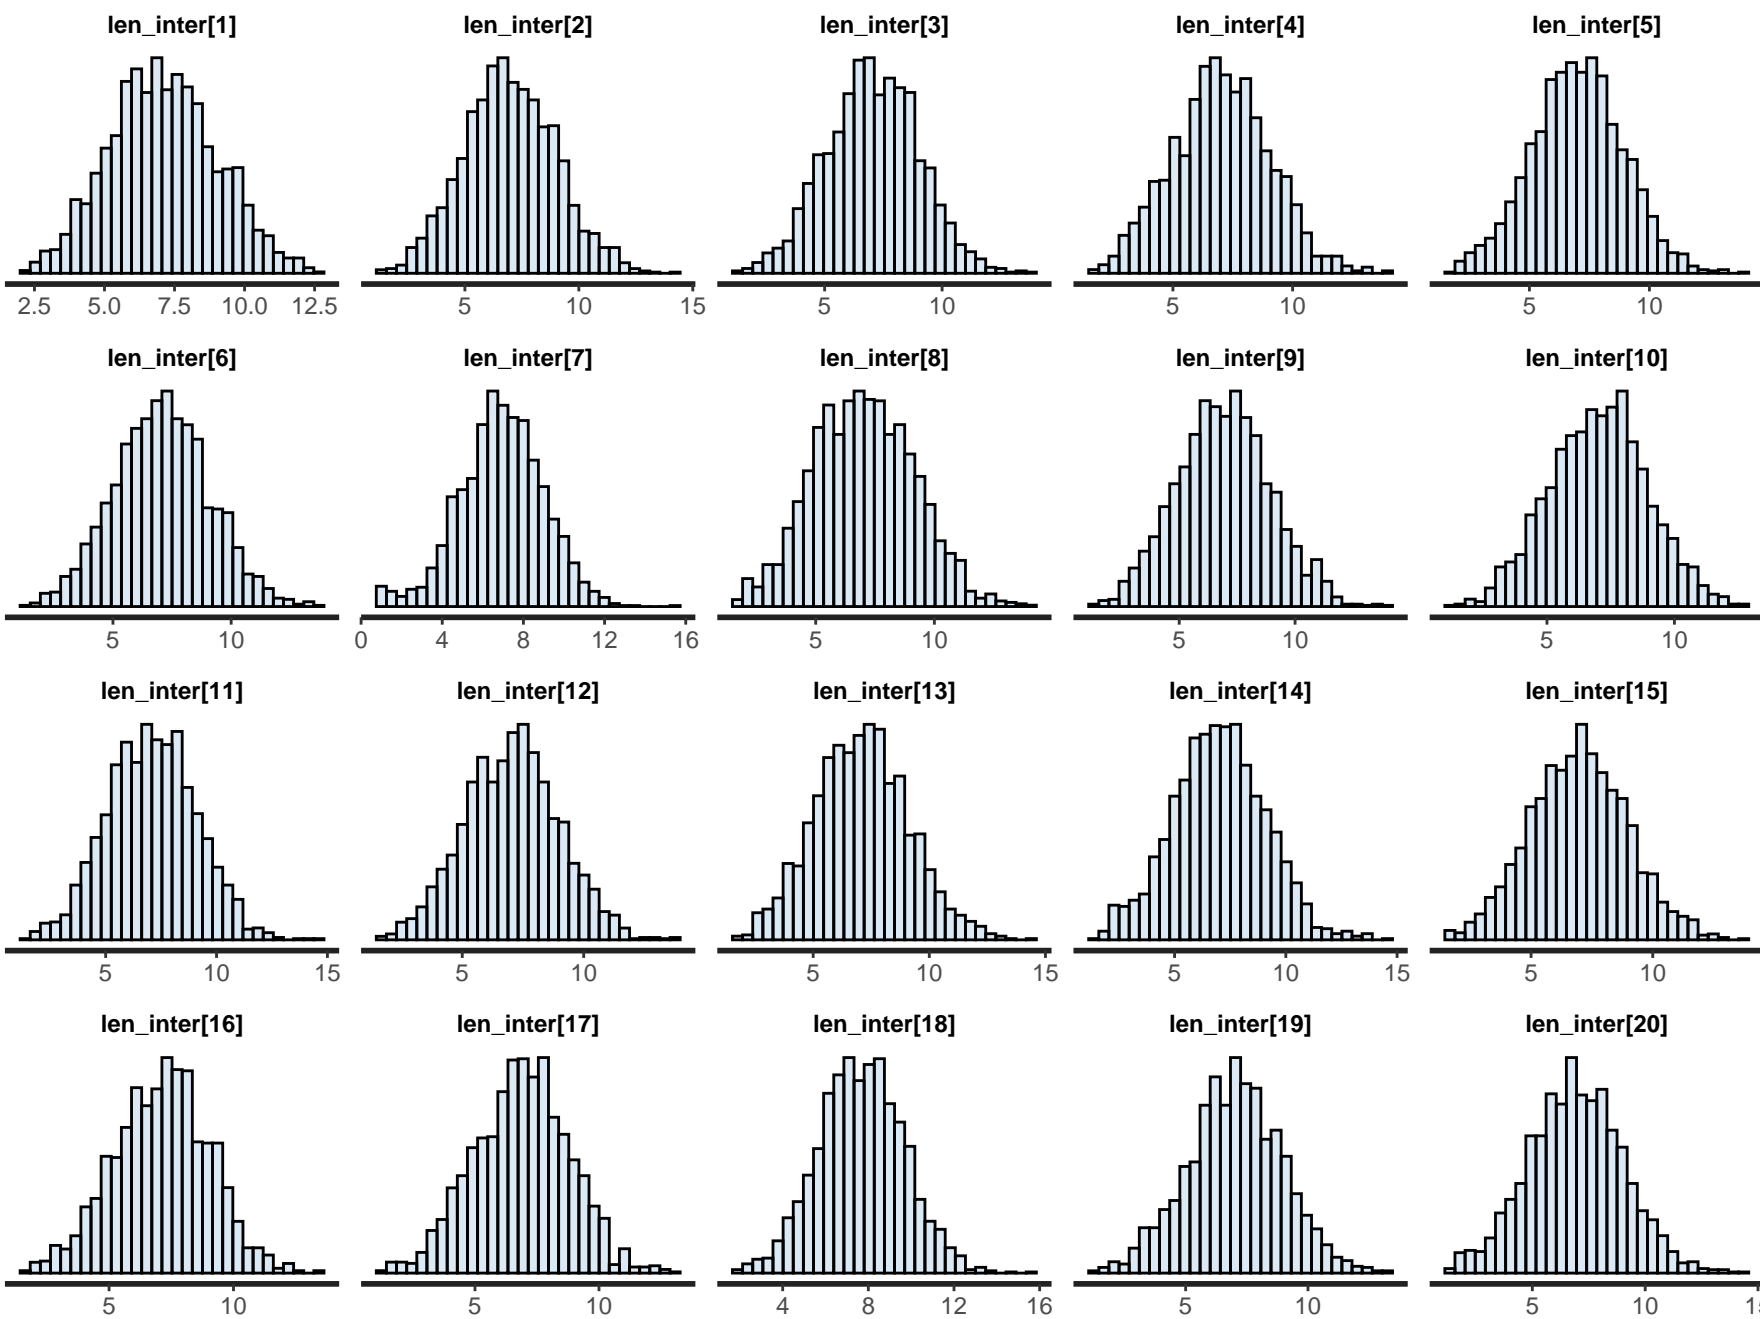 len_inter[1] len_inter[2] len_inter[3] len_inter[4] len_inter[5]
2.5 5.0 7.5 10.0 12.5 5 10 15 5 10 5 10 5 10
len_inter[6] len_inter[7] len_inter[8] len_inter[9] len_inter[10]
5 10 0 4 8 12 16 5 10 5 10 5 10
len_inter[11] len_inter[12] len_inter[13] len_inter[14] len_inter[15]
5 10 15 5 10 5 10 15 5 10 15 5 10
len_inter[16] len_inter[17] len_inter[18] len_inter[19] len_inter[20]
5 10 5 10 4 8 12 16 5 10 5 10